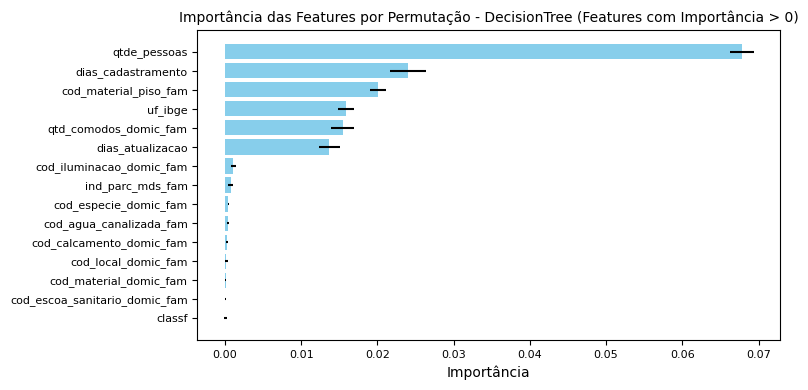 Importância das Features por Permutação - DecisionTree (Features com Importância > 0)
qtde_pessoas
dias_cadastramento
cod_material_piso_fam
uf_ibge
qtd_comodos_domic_fam
dias_atualizacao
cod_iluminacao_domic_fam
ind_parc_mds_fam
cod_especie_domic_fam
cod_agua_canalizada_fam
cod_calcamento_domic_fam
cod_local_domic_fam
cod_material_domic_fam
cod_escoa_sanitario_domic_fam
classf
0.00 0.01 0.02 0.03 0.04 0.05 0.06 0.07
Importância